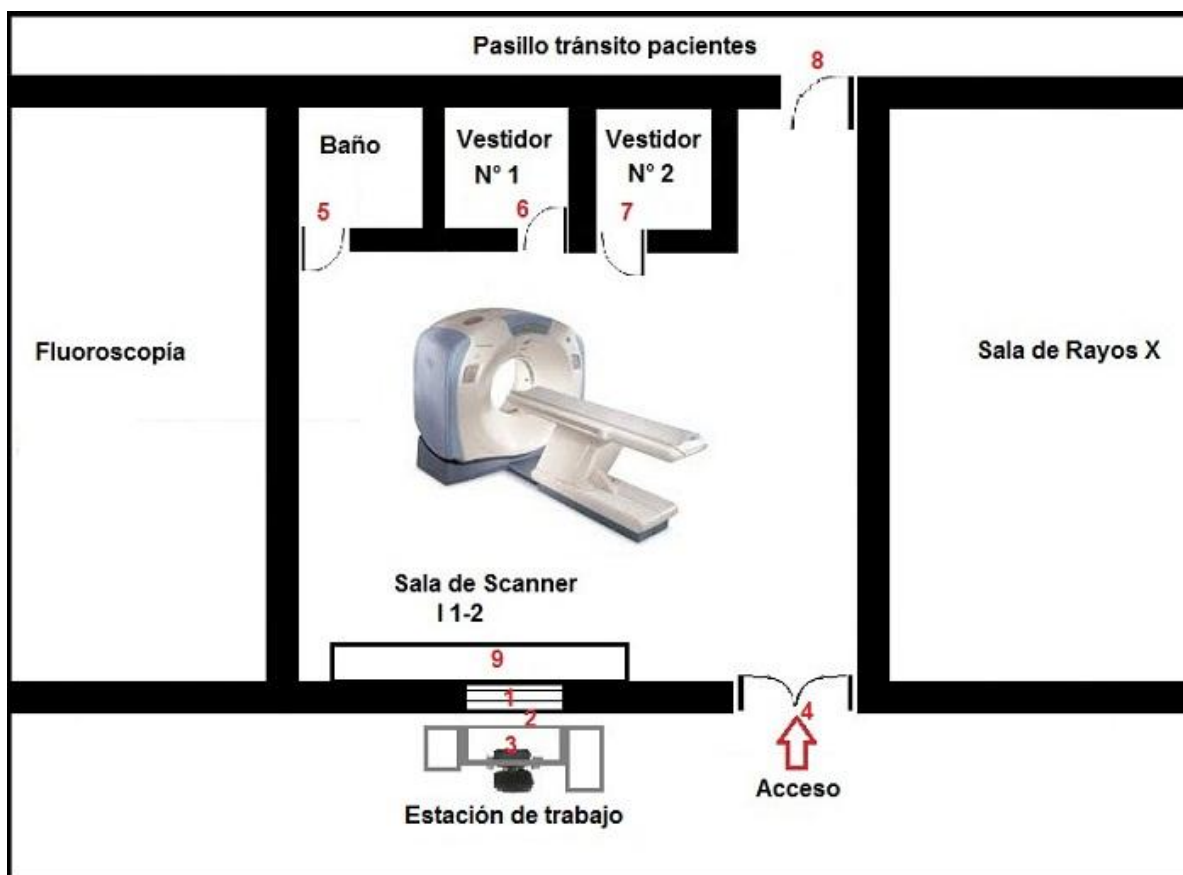 Pasillo tránsito pacientes
8
Baño
Vestidor
N° 1
Vestidor
N° 2
5
6
7
Fluoroscopía
Sala de Rayos X
Sala de Scanner
I 1-2
9
1
2
3
4
Acceso
Estación de trabajo